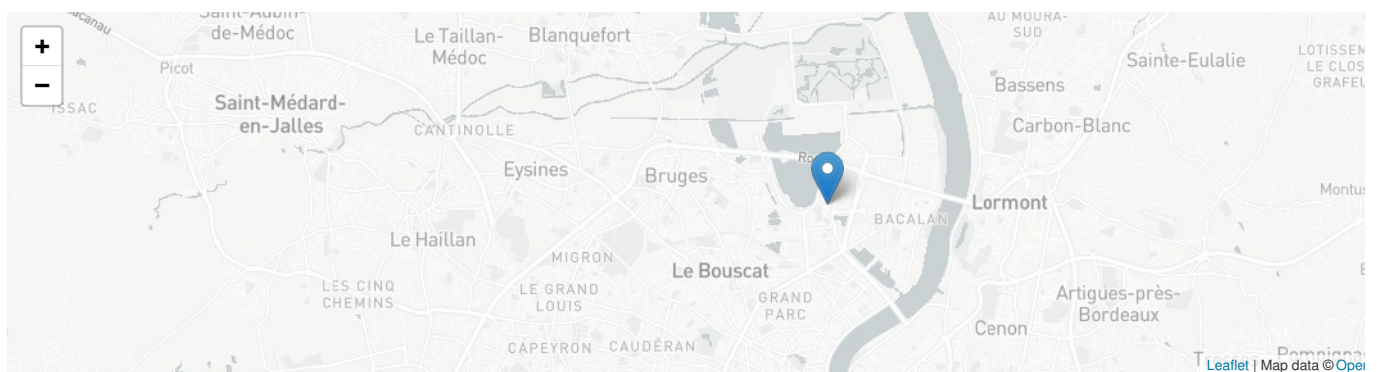 +
−
Saint-Aubin-
de-Médoc
Picot
ISSAC
Saint-Médard-
en-Jalles
Le Taillan-
Médoc
Blanquefort
CANTINOLLE
Eysines
Bruges
Le Haillan
MIGRON
LES CINQ
CHEMINS
LE GRAND
LOUIS
Le Bouscat
GRAND
PARC
CAPEYRON
CAUDÉRAN
BACALAN
AU MOURA-
SUD
Bassens
Sainte-Eulalie
LOTISSEM
LE CLOS
GRAFEU
Carbon-Blanc
Lormont
Montus
Artigues-près-
Bordeaux
Cenon
Leaflet | Map data © Oper